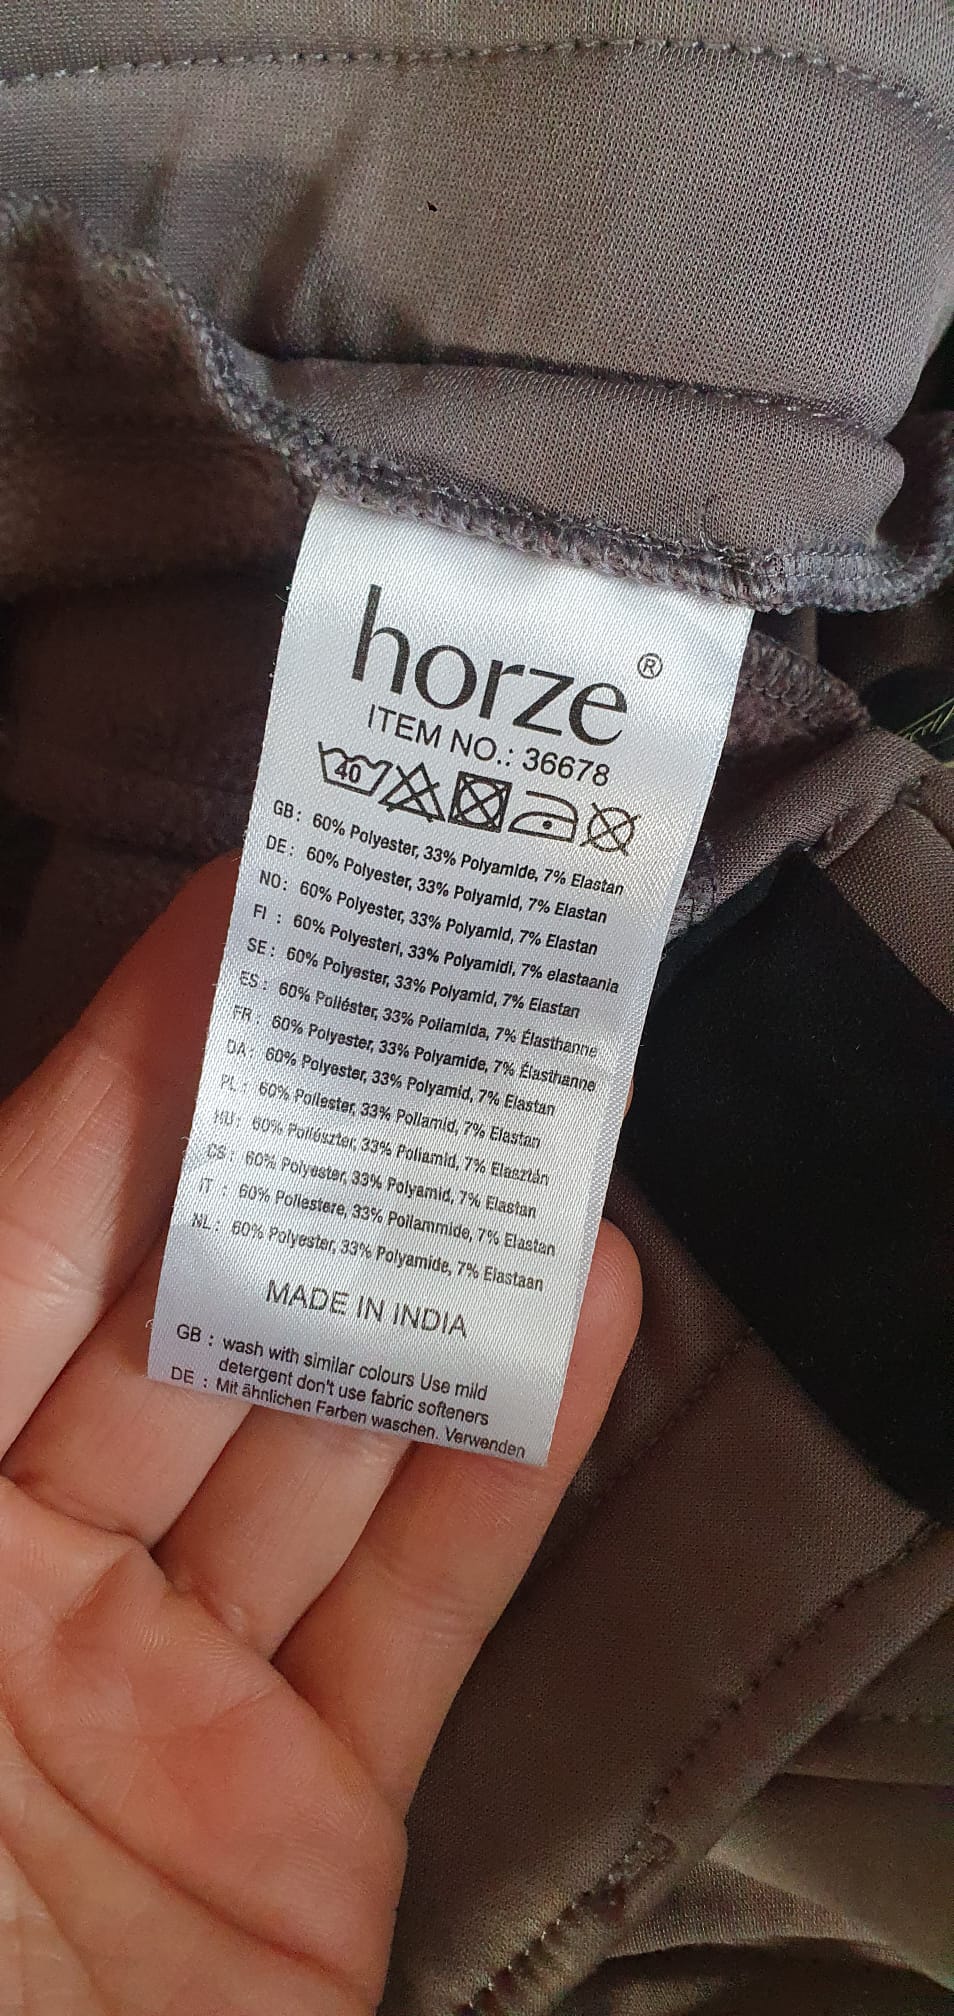 horze®
ITEM NO.: 36678
40
GB: 60% Polyester, 33% Polyamide, 7% Elastan
DE: 60% Polyester, 33% Polyamid, 7% Elastan
NO: 60% Polyester, 33% Polyamid, 7% Elastan
FI : 60% Polyesteri, 33% Polyamidi, 7% elastaania
SE: 60% Polyester, 33% Polyamid, 7% Elastan
ES: 60% Poliéster, 33% Poliamida, 7% Élasthanne
FR: 60% Polyester, 33% Polyamide, 7% Élasthanne
DA: 60% Polyester, 33% Polyamid, 7% Elastan
PL: 60% Poliester, 33% Poliamid, 7% Elastan
HU: 60% Poliészter, 33% Poliamid, 7% Elasztán
CS: 60% Polyester, 33% Polyamid, 7% Elastan
IT : 60% Poliestere, 33% Poliammide, 7% Elastan
NL: 60% Polyester, 33% Polyamide, 7% Elastaan
MADE IN INDIA
GB : wash with similar colours Use mild
detergent don't use fabric softeners
DE : Mit ähnlichen Farben waschen. Verwenden